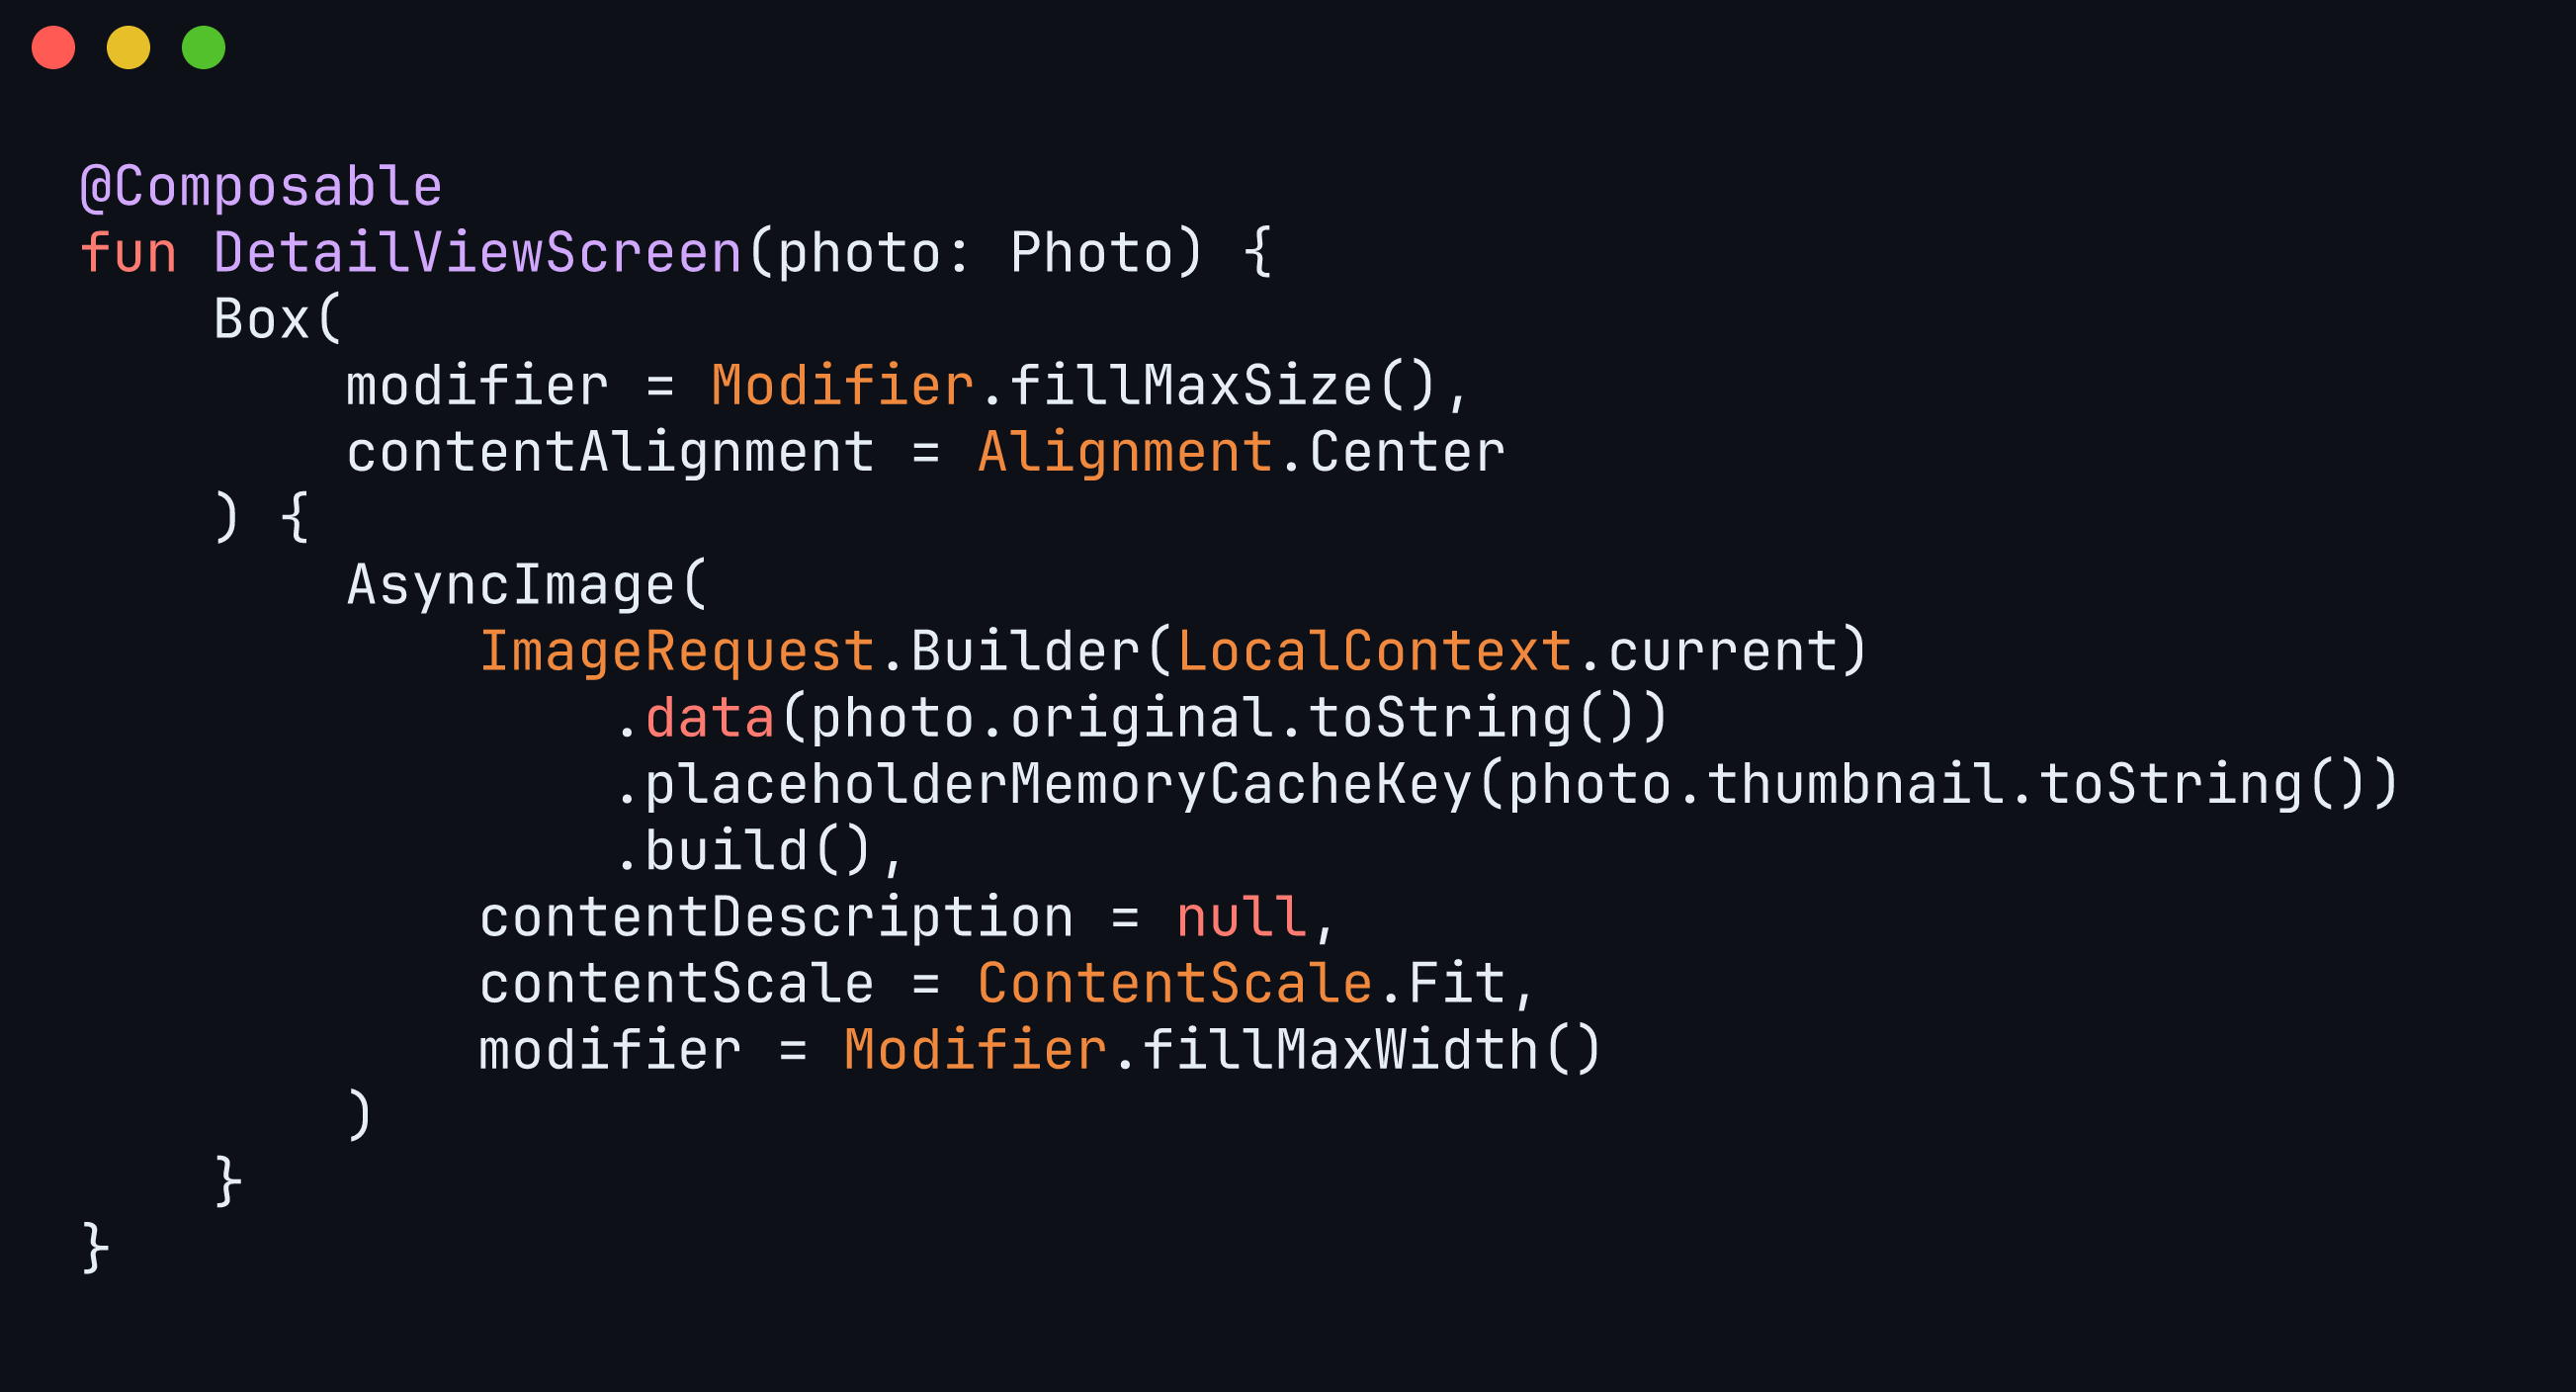 @Composable
fun DetailViewScreen(photo: Photo) {
    Box(
        modifier = Modifier.fillMaxSize(),
        contentAlignment = Alignment.Center
    ) {
        AsyncImage(
            ImageRequest.Builder(LocalContext.current)
                .data(photo.original.toString())
                .placeholderMemoryCacheKey(photo.thumbnail.toString())
                .build(),
            contentDescription = null,
            contentScale = ContentScale.Fit,
            modifier = Modifier.fillMaxWidth()
        )
    }
}